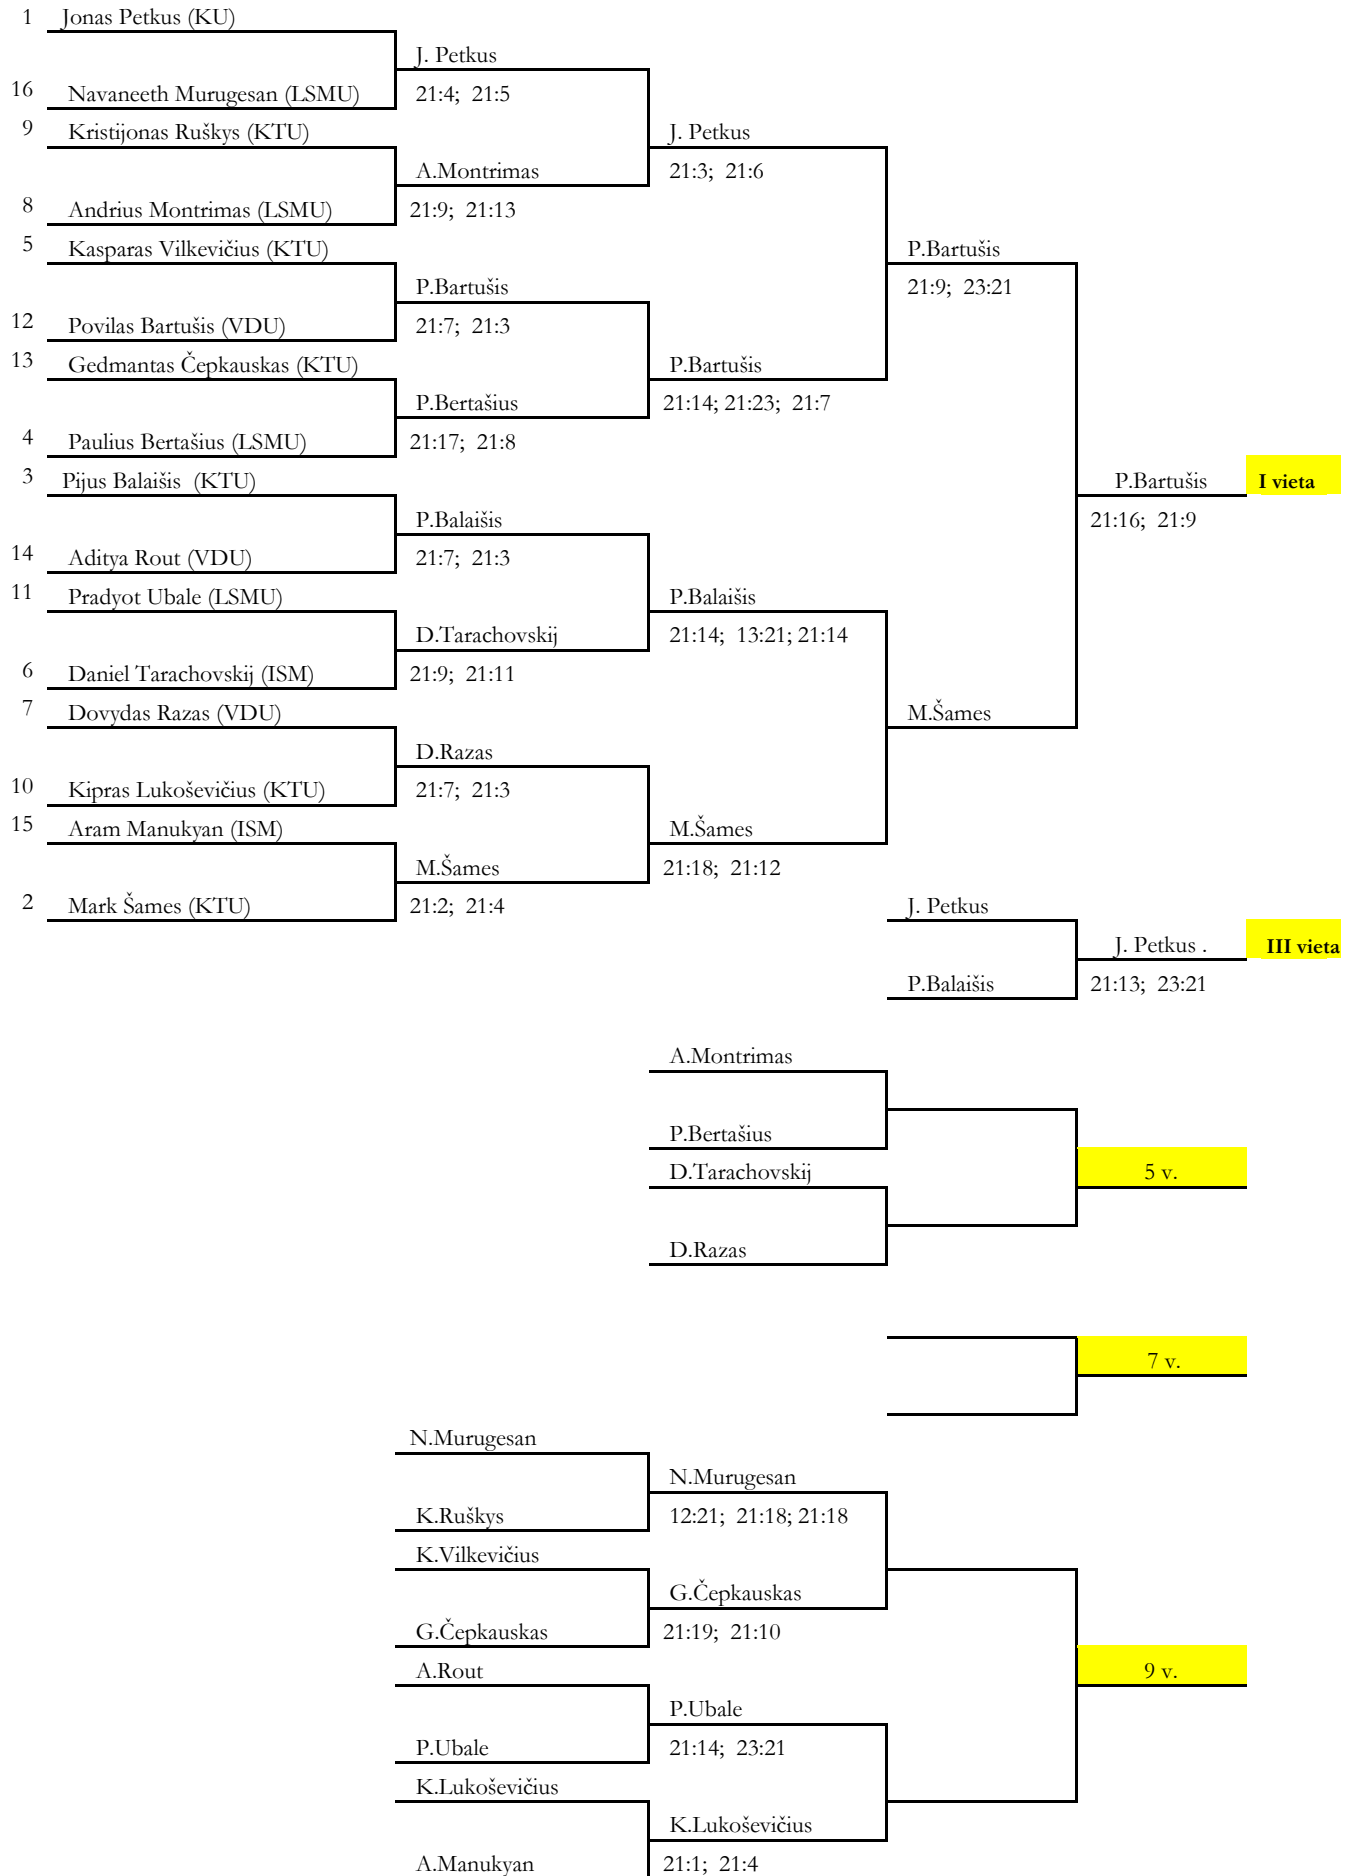 1 Jonas Petkus (KU)
J. Petkus
16 Navaneeth Murugesan (LSMU) 21:4; 21:5
9 Kristijonas Ruškys (KTU) J. Petkus
A.Montrimas 21:3; 21:6
8 Andrius Montrimas (LSMU) 21:9; 21:13
5 Kasparas Vilkevičius (KTU) P.Bartušis
P.Bartušis 21:9; 23:21
12 Povilas Bartušis (VDU) 21:7; 21:3
13 Gedmantas Čepkauskas (KTU) P.Bartušis
P.Bertašius 21:14; 21:23; 21:7
4 Paulius Bertašius (LSMU) 21:17; 21:8
3 Pijus Balaišis (KTU) P.Bartušis I vieta
P.Balaišis 21:16; 21:9
14 Aditya Rout (VDU) 21:7; 21:3
11 Pradyot Ubale (LSMU) P.Balaišis
D.Tarachovskij 21:14; 13:21; 21:14
6 Daniel Tarachovskij (ISM) 21:9; 21:11
7 Dovydas Razas (VDU) M.Šames
D.Razas
10 Kipras Lukoševičius (KTU) 21:7; 21:3
15 Aram Manukyan (ISM) M.Šames
M.Šames 21:18; 21:12
2 Mark Šames (KTU) 21:2; 21:4 J. Petkus
J. Petkus . III vieta
P.Balaišis 21:13; 23:21
A.Montrimas
P.Bertašius
D.Tarachovskij 5 v.
D.Razas
7 v.
N.Murugesan
N.Murugesan
K.Ruškys 12:21; 21:18; 21:18
K.Vilkevičius
G.Čepkauskas
G.Čepkauskas 21:19; 21:10
A.Rout 9 v.
P.Ubale
P.Ubale 21:14; 23:21
K.Lukoševičius
K.Lukoševičius
A.Manukyan 21:1; 21:4